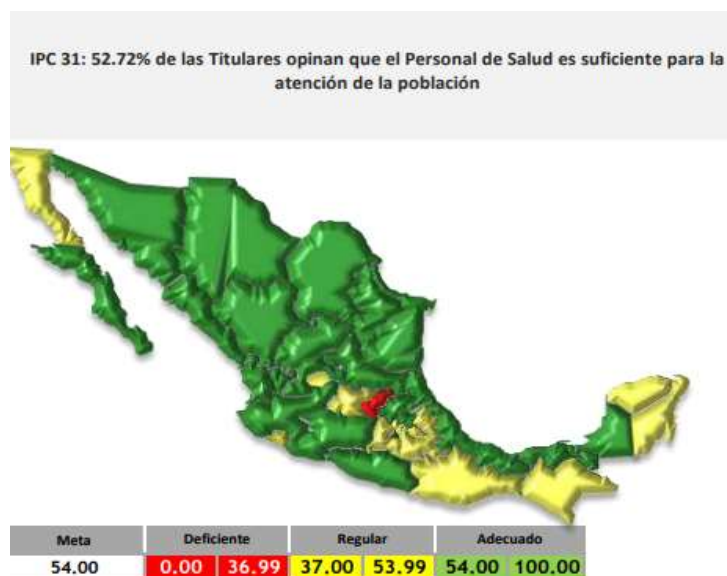 IPC 31: 52.72% de las Titulares opinan que el Personal de Salud es suficiente para la
atención de la población
Meta Deficiente Regular Adecuado
54.00 0.00 36.99 37.00 53.99 54.00 100.00